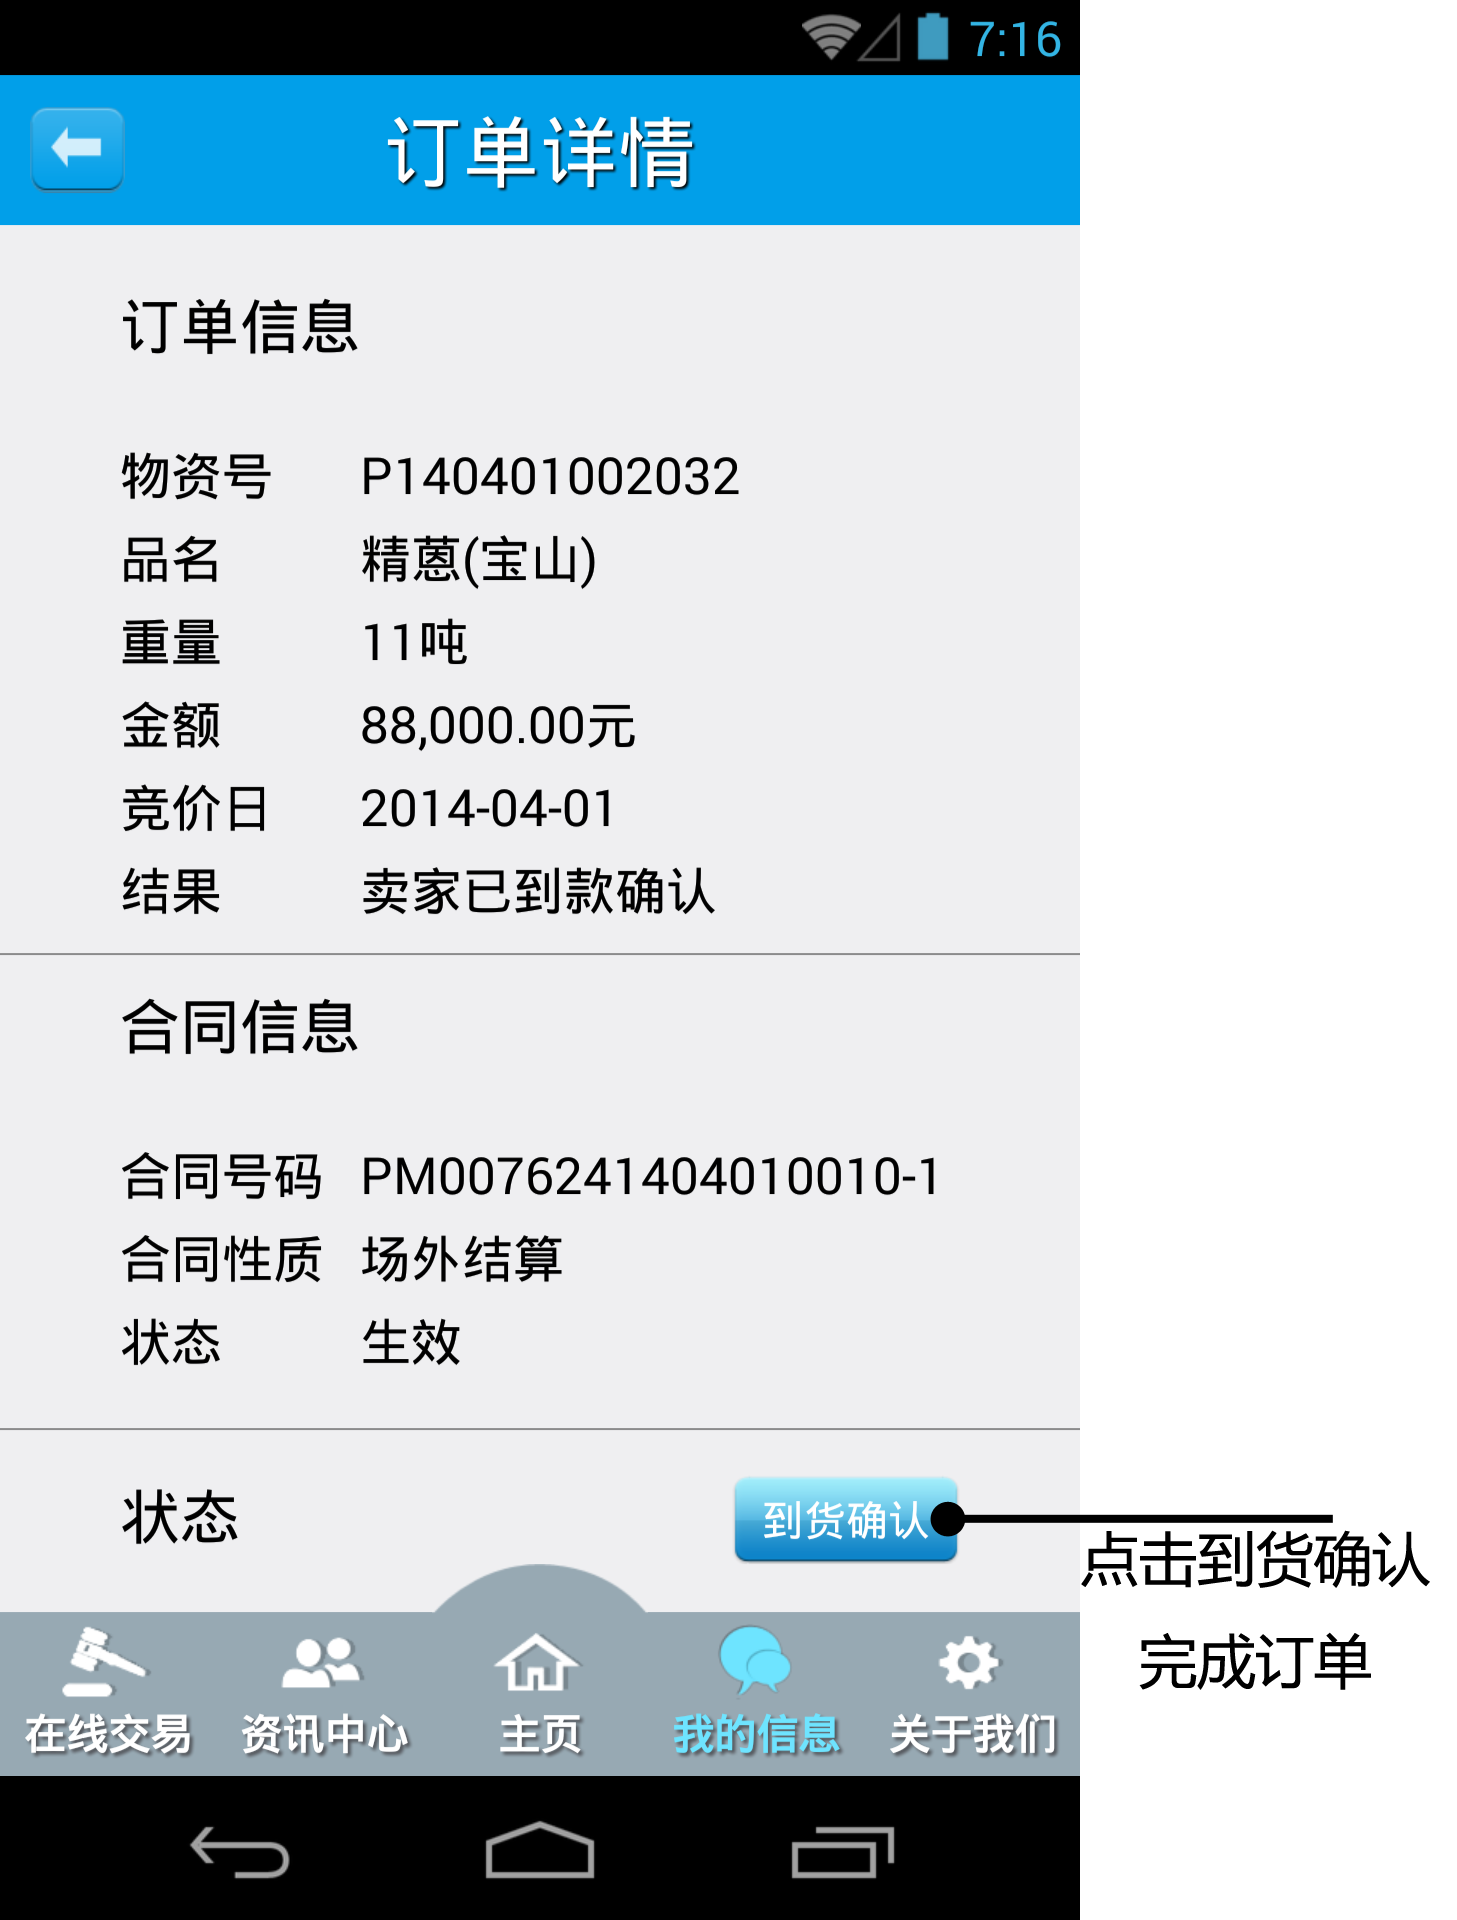 7:16
订单详情
订单信息
物资号 P140401002032
品名 精蒽(宝山)
重量 11吨
金额 88,000.00元
竞价日 2014-04-01
结果 卖家已到款确认
合同信息
合同号码 PM0076241404010010-1
合同性质 场外结算
状态 生效
状态 到货确认
点击到货确认
完成订单
在线交易 资讯中心 主页 我的信息 关于我们